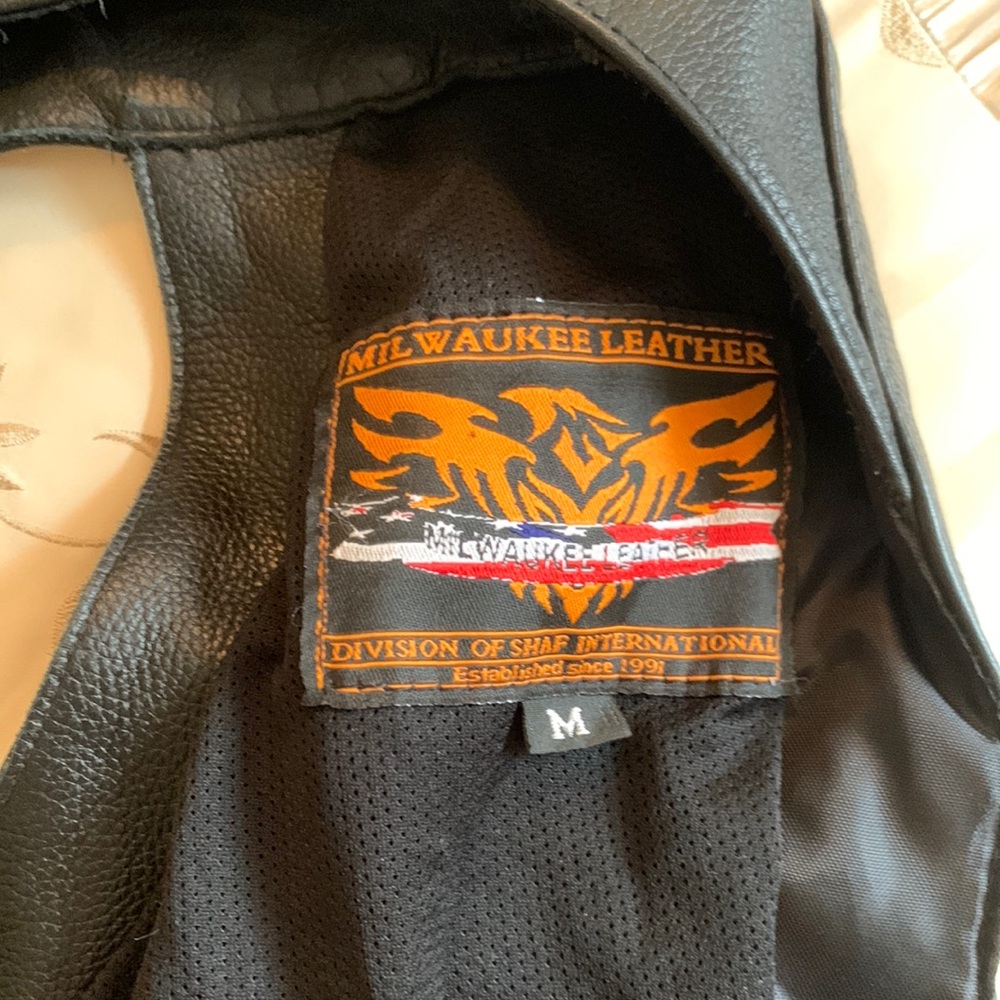 MILWAUKEE LEATHER
MILWAUKEE LEATHER
DIVISION OF SHAF INTERNATIONAL
Established since 1991
M